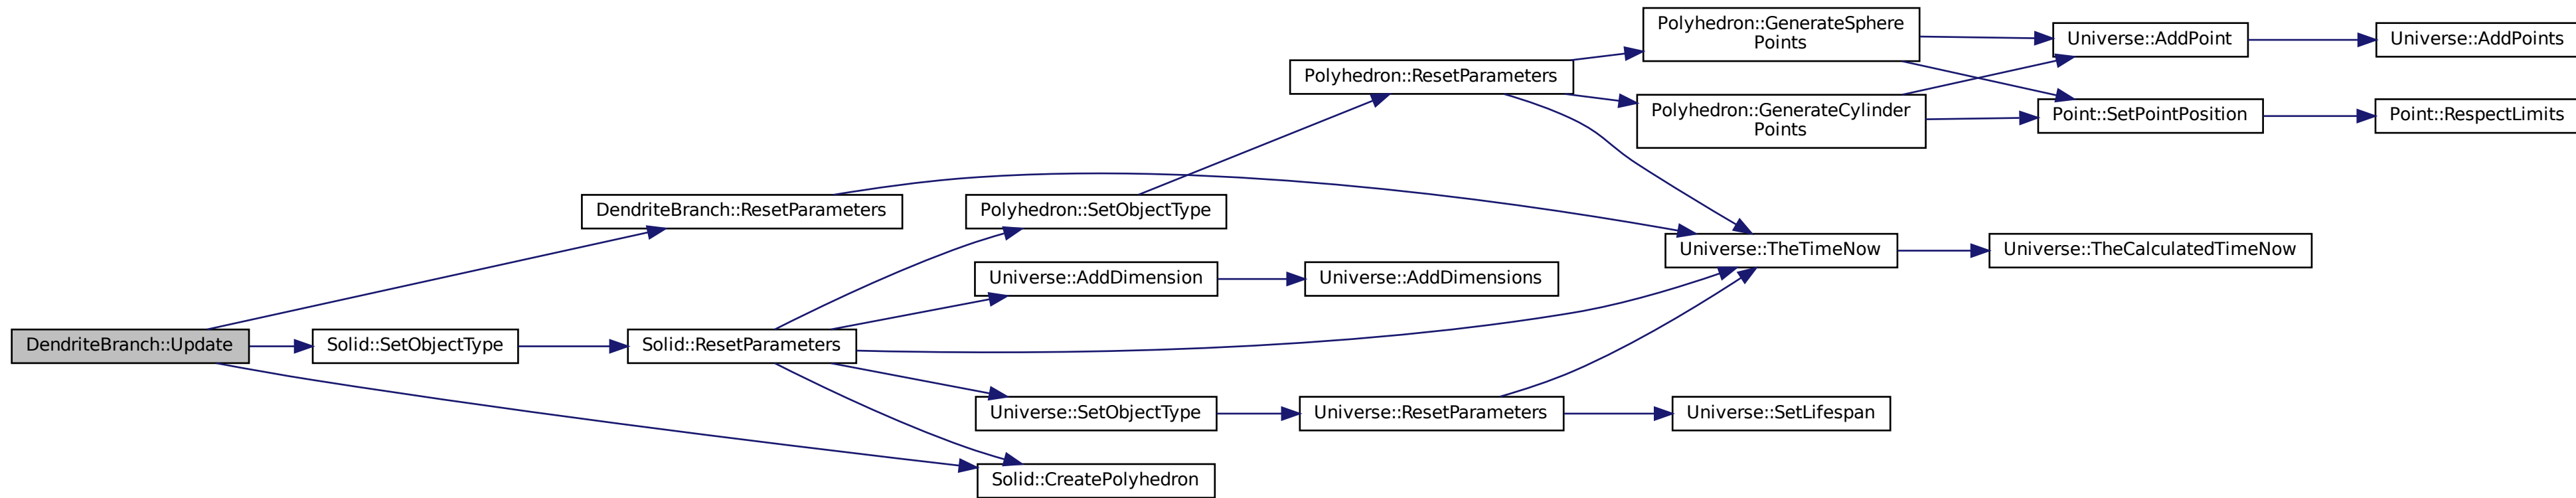 Polyhedron::GenerateSphere
Points
Universe::AddPoint
Universe::AddPoints
Polyhedron::ResetParameters
Polyhedron::GenerateCylinder
Points
Point::SetPointPosition
Point::RespectLimits
DendriteBranch::ResetParameters
Polyhedron::SetObjectType
Universe::TheTimeNow
Universe::TheCalculatedTimeNow
Universe::AddDimension
Universe::AddDimensions
DendriteBranch::Update
Solid::SetObjectType
Solid::ResetParameters
Universe::SetObjectType
Universe::ResetParameters
Universe::SetLifespan
Solid::CreatePolyhedron